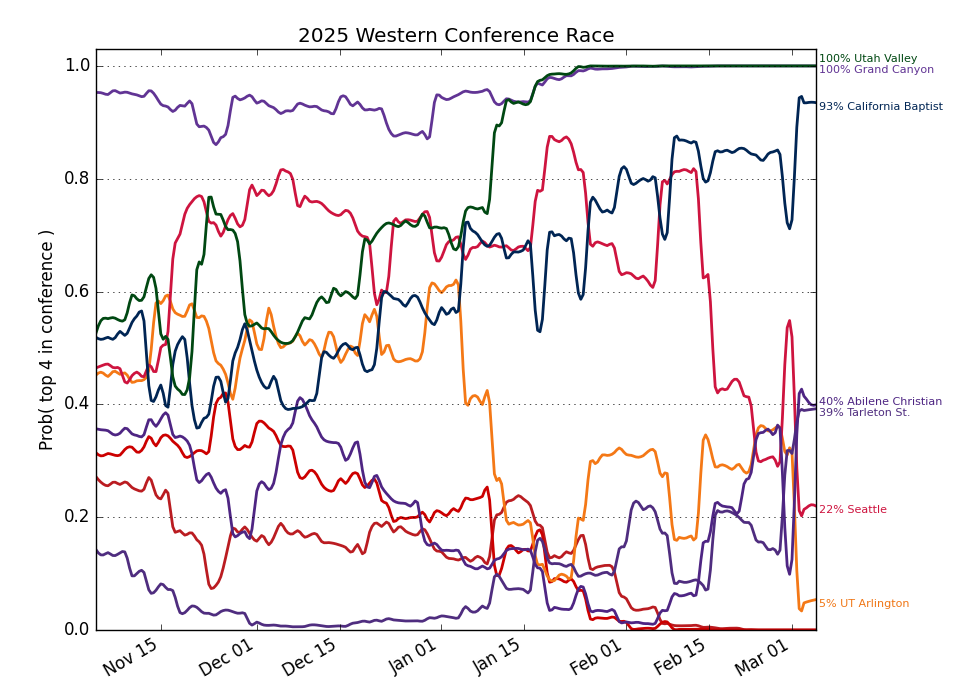 2025 Western Conference Race
1.0
0.8
0.6
0.4
0.2
0.0
Prob( top 4 in conference )
Nov 15
Dec 01
Dec 15
Jan 01
Jan 15
Feb 01
Feb 15
Mar 01
100% Utah Valley
100% Grand Canyon
93% California Baptist
40% Abilene Christian
39% Tarleton St.
22% Seattle
5% UT Arlington